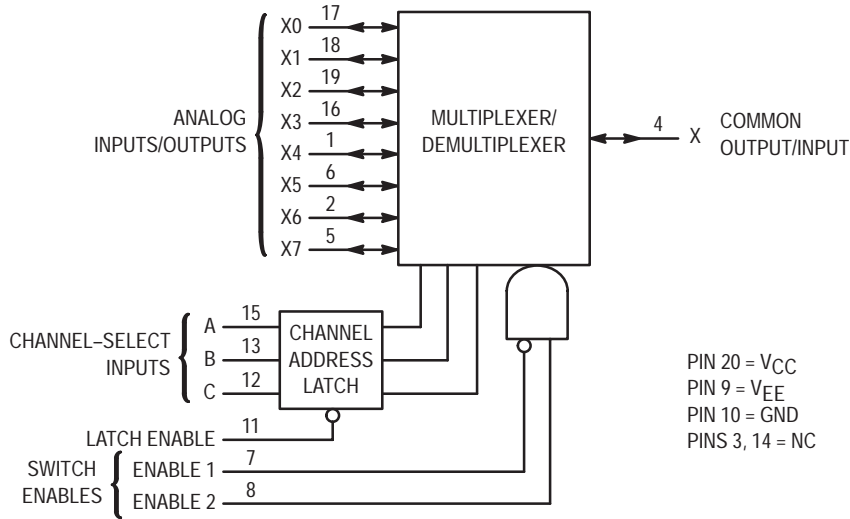 X0 17
X1 18
X2 19
X3 16
X4 1
X5 6
X6 2
X7 5
ANALOG
INPUTS/OUTPUTS
MULTIPLEXER/
DEMULTIPLEXER
4 X
COMMON
OUTPUT/INPUT
CHANNEL–SELECT
INPUTS
A 15
B 13
C 12
CHANNEL
ADDRESS
LATCH
LATCH ENABLE 11
SWITCH
ENABLES
ENABLE 1 7
ENABLE 2 8
PIN 20 = VCC
PIN 9 = VEE
PIN 10 = GND
PINS 3, 14 = NC